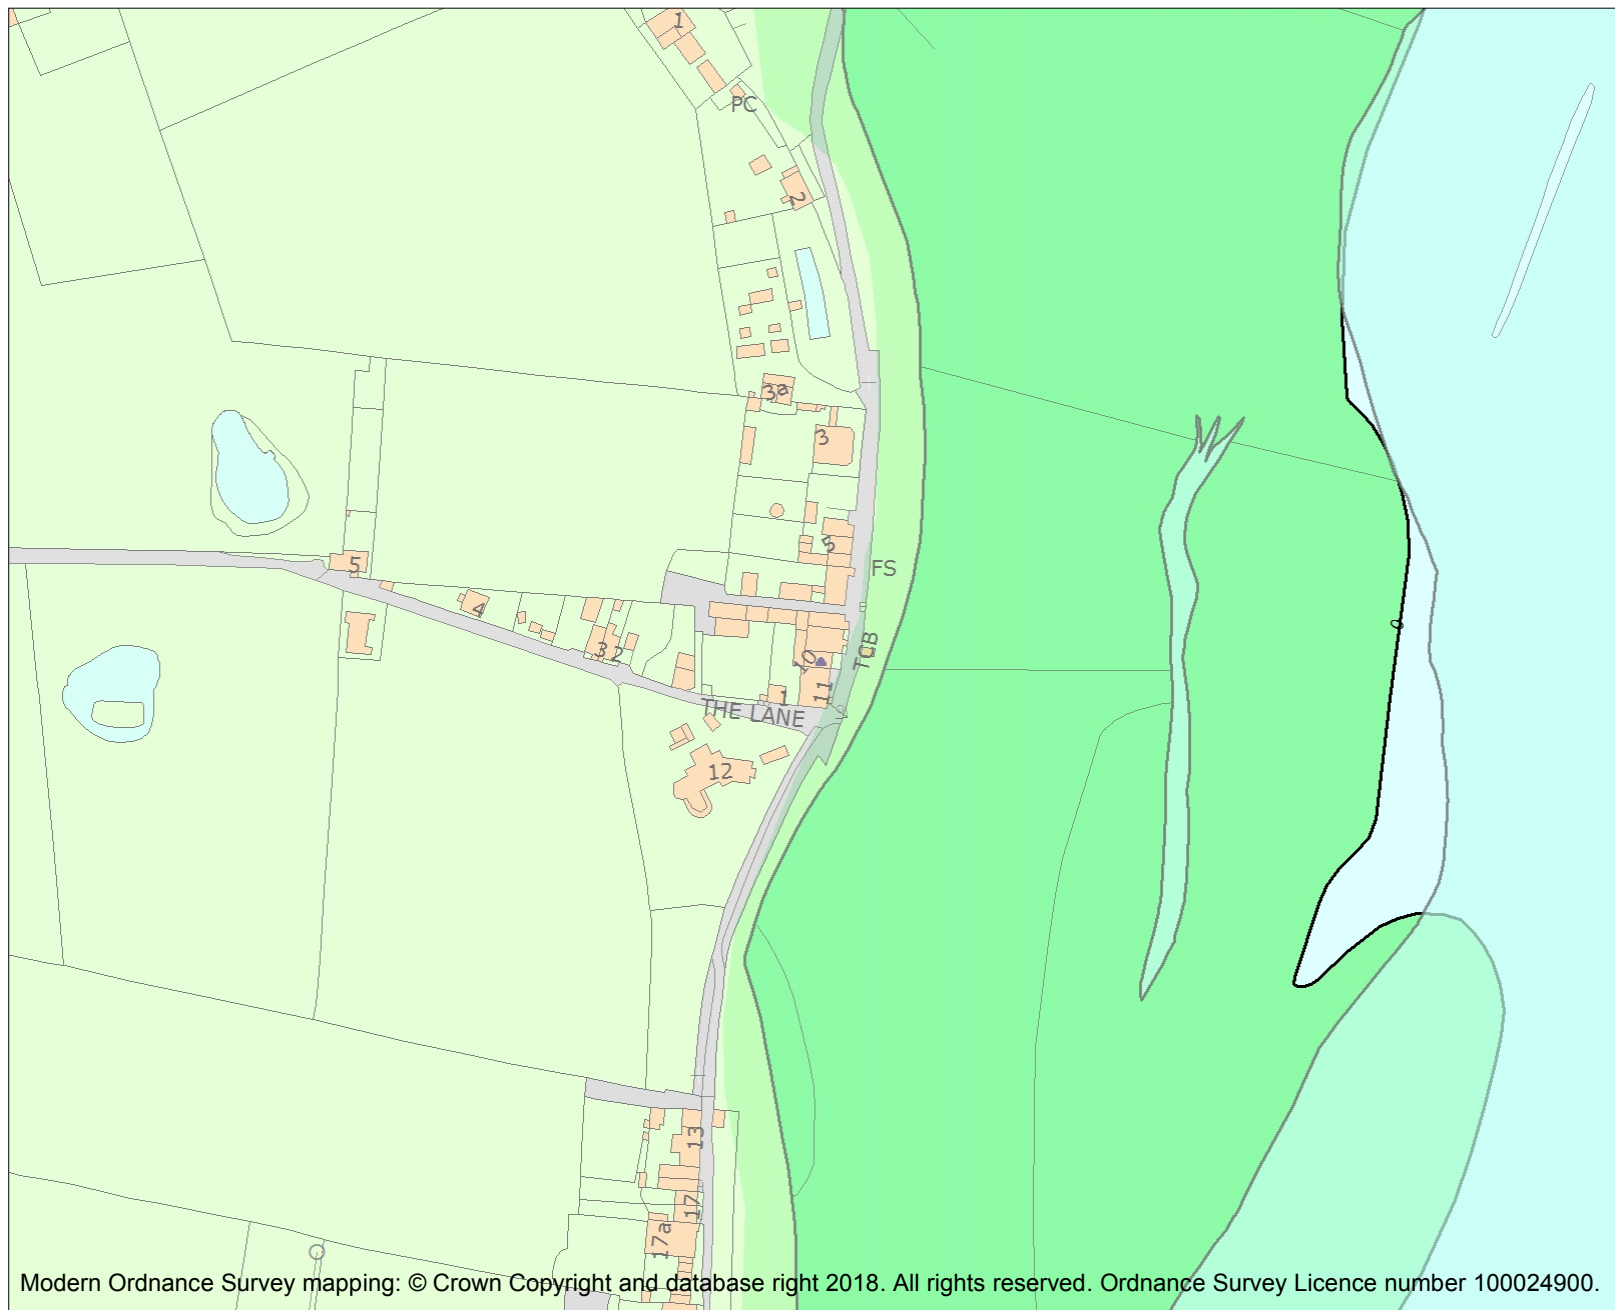 1
PC
2
3a
3
5
FS
5
4
3 2
10
TCB
11
1
THE LANE
12
0
13
17
17a
Modern Ordnance Survey mapping: © Crown Copyright and database right 2018. All rights reserved. Ordnance Survey Licence number 100024900.